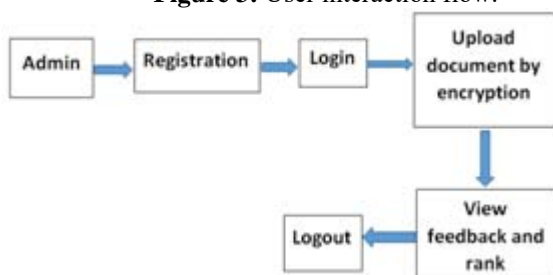 Figure 3. User interaction flow.
Admin
Registration
Login
Upload
document by
encryption
View
feedback and
rank
Logout